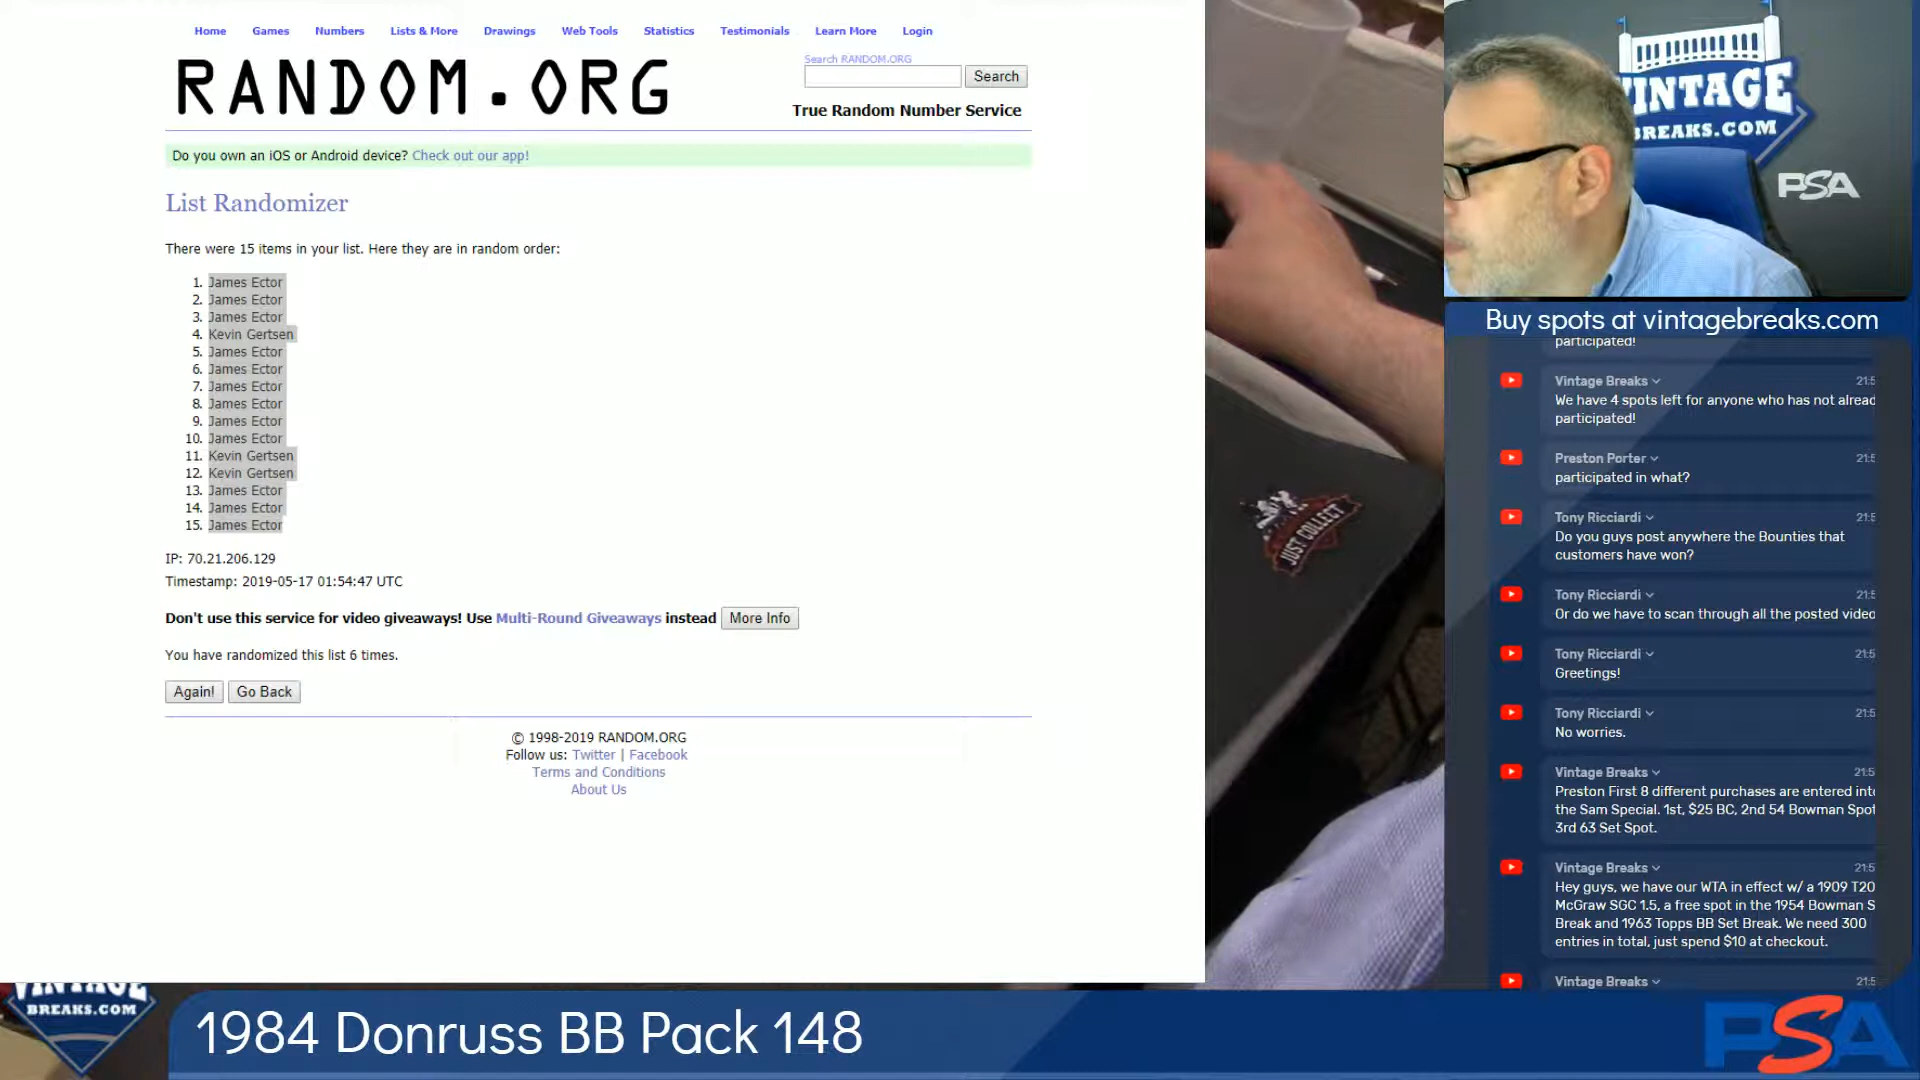 Home Games Numbers Lists & More Drawings Web Tools Statistics Testimonials Learn More Login
RANDOM.ORG
Search RANDOM.ORG
Search
True Random Number Service
Do you own an iOS or Android device? Check out our app!
List Randomizer
There were 15 items in your list. Here they are in random order:
1. James Ector
2. James Ector
3. James Ector
4. Kevin Gertsen
5. James Ector
6. James Ector
7. James Ector
8. James Ector
9. James Ector
10. James Ector
11. Kevin Gertsen
12. Kevin Gertsen
13. James Ector
14. James Ector
15. James Ector
IP: 70.21.206.129
Timestamp: 2019-05-17 01:54:47 UTC
Don't use this service for video giveaways! Use Multi-Round Giveaways instead More Info
You have randomized this list 6 times.
Again! Go Back
© 1998-2019 RANDOM.ORG
Follow us: Twitter | Facebook
Terms and Conditions
About Us
JUST COLLECT
VINTAGE
BREAKS.COM
PSA
Buy spots at vintagebreaks.com
participated!
Vintage Breaks 21:5
We have 4 spots left for anyone who has not alread
participated!
Preston Porter 21:5
participated in what?
Tony Ricciardi 21:5
Do you guys post anywhere the Bounties that
customers have won?
Tony Ricciardi 21:5
Or do we have to scan through all the posted video
Tony Ricciardi 21:5
Greetings!
Tony Ricciardi 21:5
No worries.
Vintage Breaks 21:5
Preston First 8 different purchases are entered into
the Sam Special. 1st, $25 BC, 2nd 54 Bowman Spot
3rd 63 Set Spot.
Vintage Breaks 21:5
Hey guys, we have our WTA in effect w/ a 1909 T20
McGraw SGC 1.5, a free spot in the 1954 Bowman S
Break and 1963 Topps BB Set Break. We need 300
entries in total, just spend $10 at checkout.
Vintage Breaks 21:5
VINTAGE
BREAKS.COM
1984 Donruss BB Pack 148
PSA